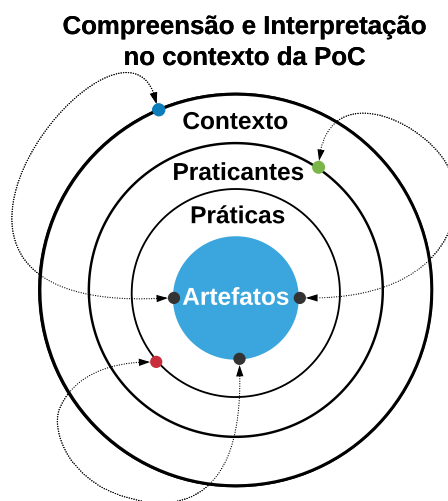 Compreensão e Interpretação
no contexto da PoC
Contexto
Praticantes
Práticas
Artefatos